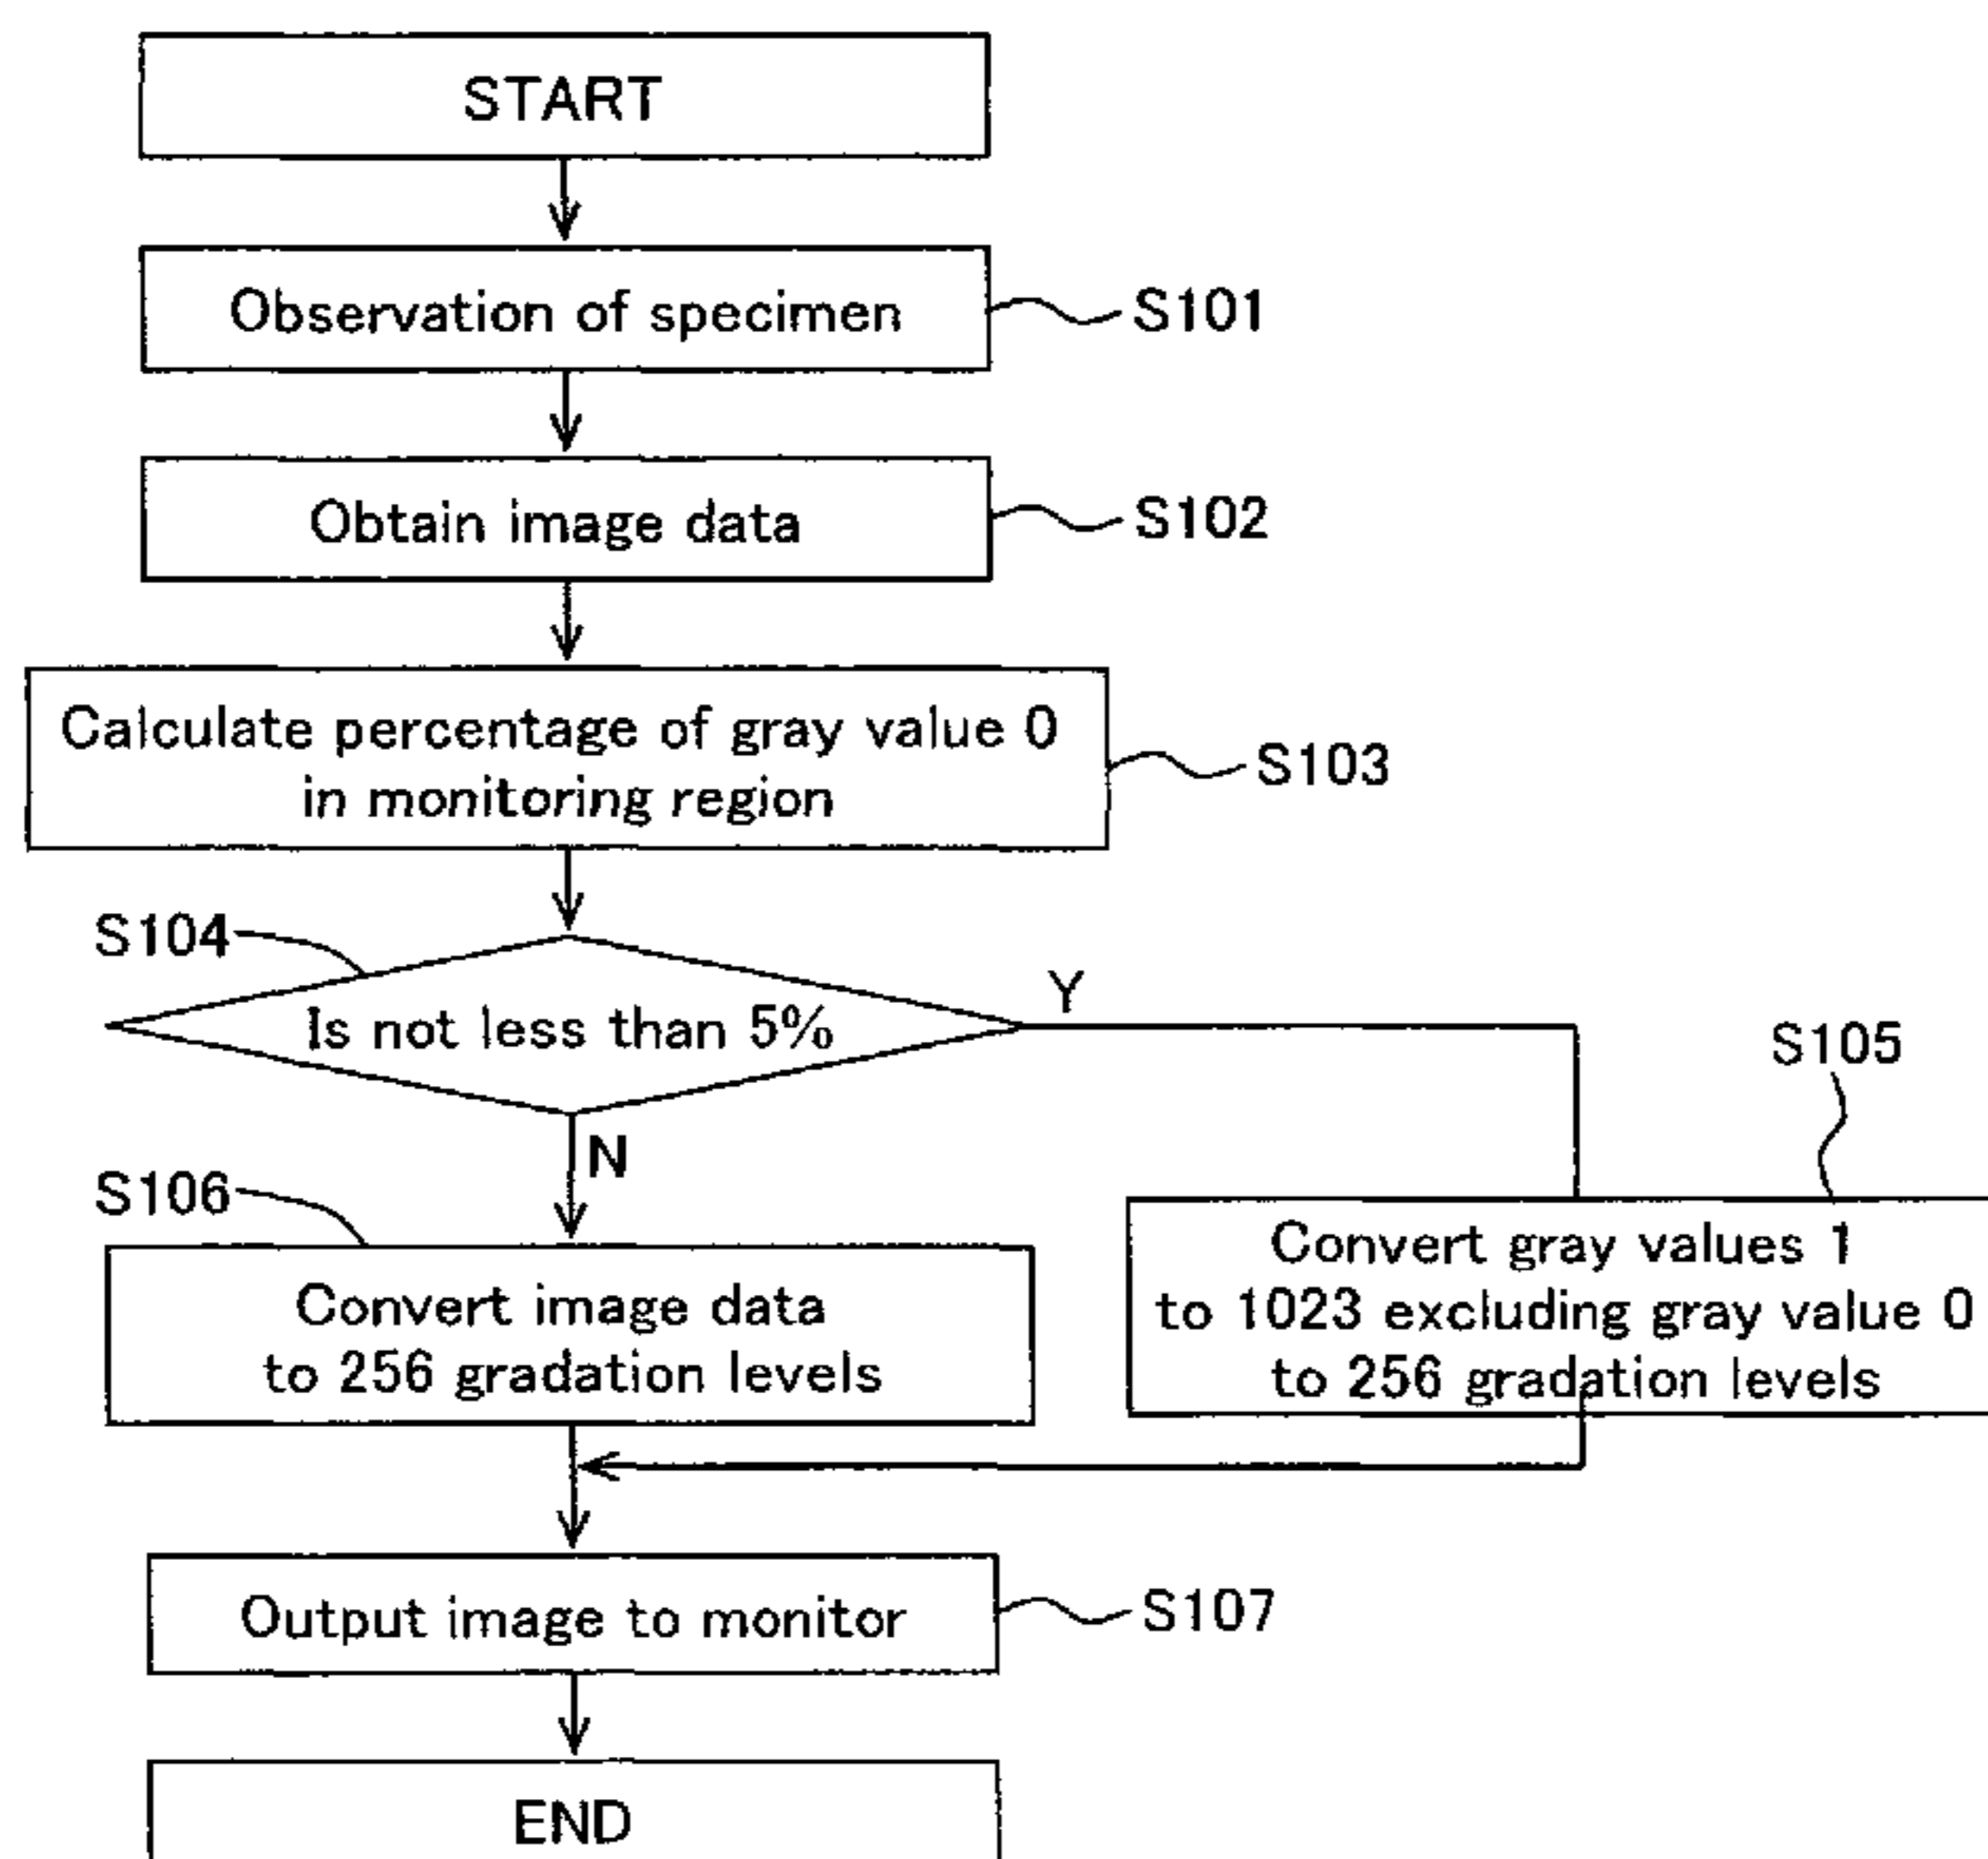 START
Observation of specimen
S101
Obtain image data
S102
Calculate percentage of gray value 0
in monitoring region
S103
S104
Is not less than 5%
Y
N
S105
Convert gray values 1
to 1023 excluding gray value 0
to 256 gradation levels
S106
Convert image data
to 256 gradation levels
Output image to monitor
S107
END